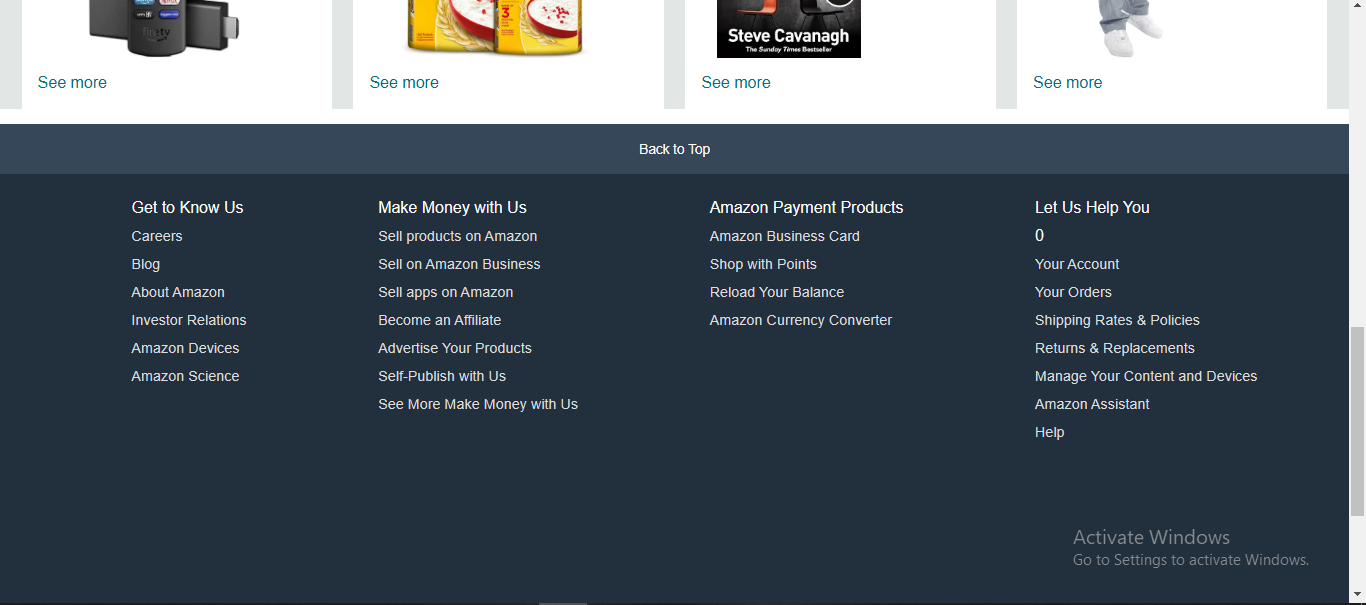 fire tv
3
Steve Cavanagh
The Sunday Times Bestseller
See more
See more
See more
See more
Back to Top
Get to Know Us
Careers
Blog
About Amazon
Investor Relations
Amazon Devices
Amazon Science
Make Money with Us
Sell products on Amazon
Sell on Amazon Business
Sell apps on Amazon
Become an Affiliate
Advertise Your Products
Self-Publish with Us
See More Make Money with Us
Amazon Payment Products
Amazon Business Card
Shop with Points
Reload Your Balance
Amazon Currency Converter
Let Us Help You
0
Your Account
Your Orders
Shipping Rates & Policies
Returns & Replacements
Manage Your Content and Devices
Amazon Assistant
Help
Activate Windows
Go to Settings to activate Windows.